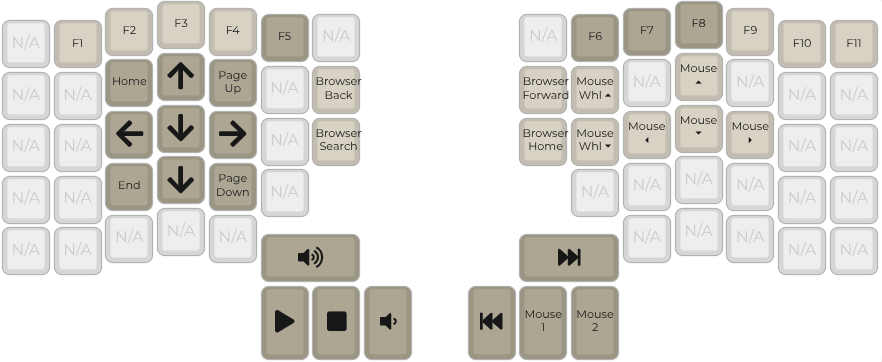 N/A
F1
F2
F3
F4
F5
N/A
N/A
N/A
Home
Page
Up
N/A
Browser
Back
N/A
N/A
N/A
Browser
Search
N/A
N/A
End
Page
Down
N/A
N/A
N/A
N/A
N/A
N/A
N/A
F6
F7
F8
F9
F10
F11
Browser
Forward
Mouse
Whl
N/A
Mouse
N/A
N/A
N/A
Browser
Home
Mouse
Whl
Mouse
Mouse
Mouse
N/A
N/A
N/A
N/A
N/A
N/A
N/A
N/A
N/A
N/A
N/A
N/A
N/A
Mouse
1
Mouse
2